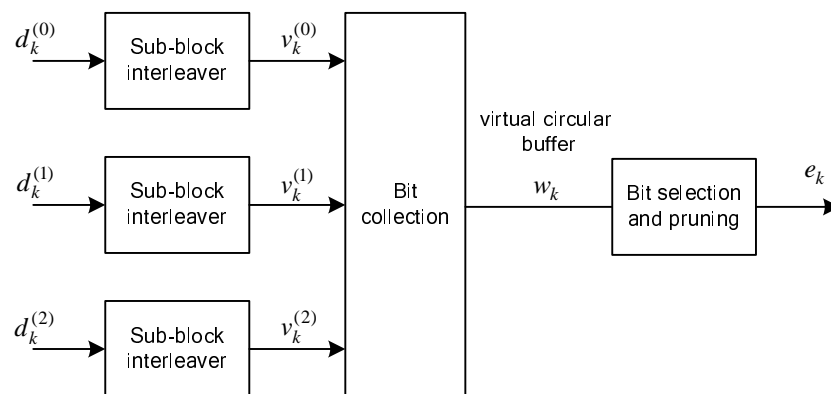 d_k^{(0)}
Sub-block
interleaver
v_k^{(0)}
virtual circular
buffer
d_k^{(1)}
Sub-block
interleaver
v_k^{(1)}
Bit
collection
w_k
Bit selection
and pruning
e_k
d_k^{(2)}
Sub-block
interleaver
v_k^{(2)}